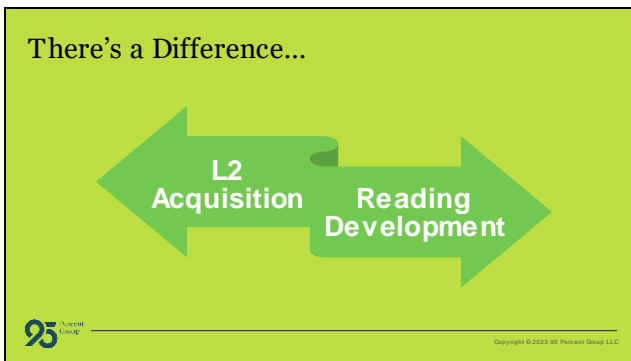 There’s a Difference...
L2
Acquisition
Reading
Development
95 Percent
Group
Copyright © 2023 95 Percent Group LLC